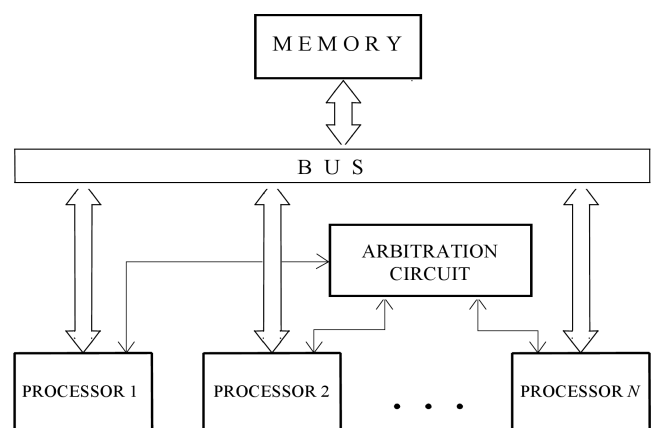 MEMORY
BUS
ARBITRATION
CIRCUIT
PROCESSOR 1
PROCESSOR 2
. . .
PROCESSOR N